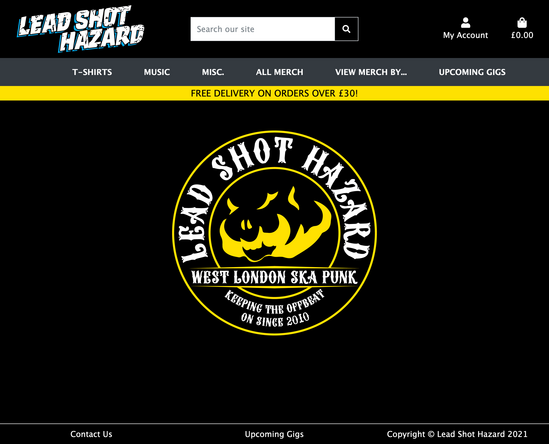 LEAD SHOT
HAZARD
Search our site
My Account
£0.00
T-SHIRTS MUSIC MISC. ALL MERCH VIEW MERCH BY... UPCOMING GIGS
FREE DELIVERY ON ORDERS OVER £30!
LEAD SHOT HAZARD
WEST LONDON SKA PUNK
KEEPING THE OFFBEAT
ON SINCE 2010
Contact Us Upcoming Gigs Copyright © Lead Shot Hazard 2021